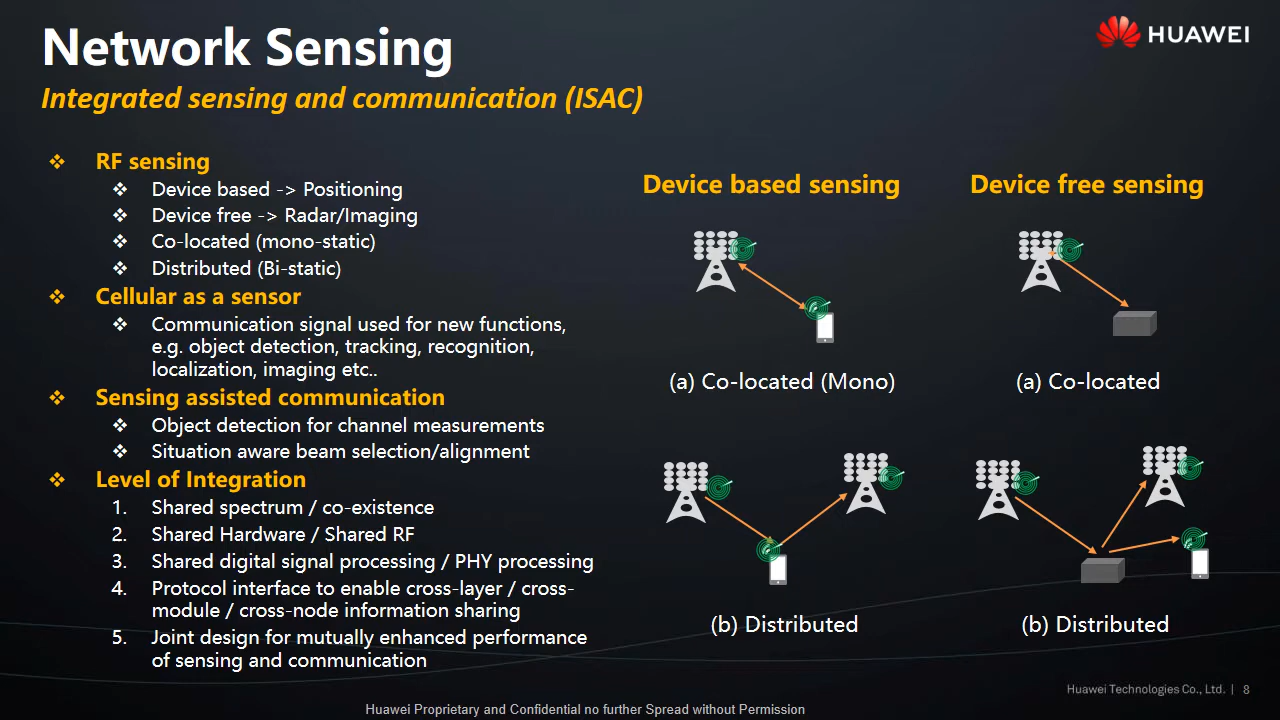 Network Sensing
HUAWEI
Integrated sensing and communication (ISAC)
❖ RF sensing
❖ Device based -> Positioning
❖ Device free -> Radar/Imaging
❖ Co-located (mono-static)
❖ Distributed (Bi-static)
❖ Cellular as a sensor
❖ Communication signal used for new functions,
e.g. object detection, tracking, recognition,
localization, imaging etc..
❖ Sensing assisted communication
❖ Object detection for channel measurements
❖ Situation aware beam selection/alignment
❖ Level of Integration
1. Shared spectrum / co-existence
2. Shared Hardware / Shared RF
3. Shared digital signal processing / PHY processing
4. Protocol interface to enable cross-layer / cross-
module / cross-node information sharing
5. Joint design for mutually enhanced performance
of sensing and communication
Device based sensing
(a) Co-located (Mono)
(b) Distributed
Device free sensing
(a) Co-located
(b) Distributed
Huawei Technologies Co., Ltd. | 8
Huawei Proprietary and Confidential no further Spread without Permission